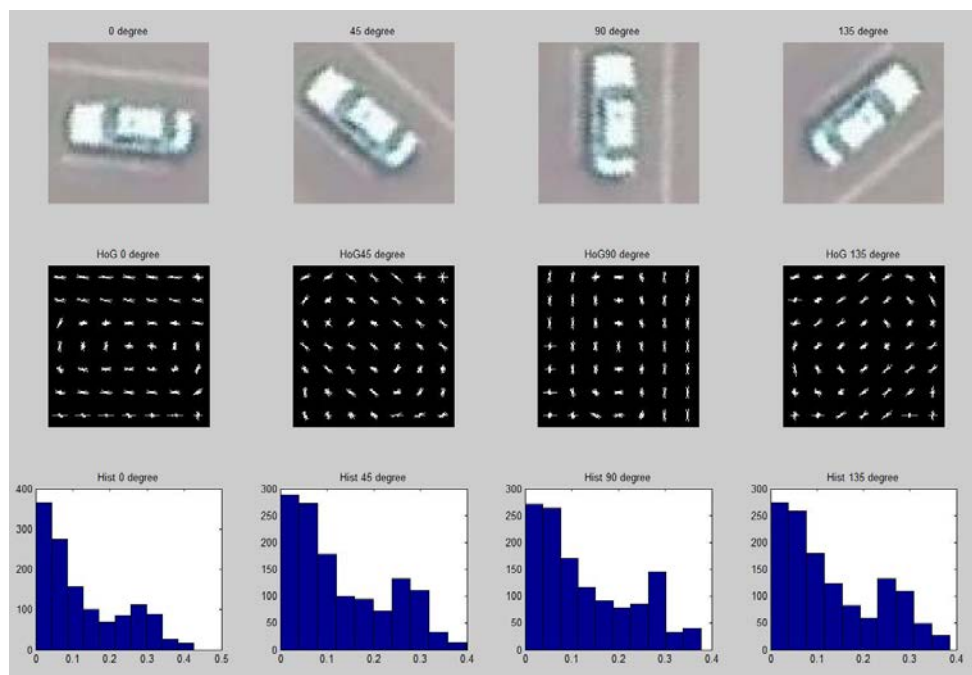 0 degree 45 degree 90 degree 135 degree
HoG 0 degree HoG45 degree HoG90 degree HoG 135 degree
Hist 0 degree Hist 45 degree Hist 90 degree Hist 135 degree
400 300 300 300
250 250 250
300
200 200 200
200 150 150 150
100 100 100
100
50 50 50
0 0 0 0
0 0.1 0.2 0.3 0.4 0.5 0 0.1 0.2 0.3 0.4 0 0.1 0.2 0.3 0.4 0 0.1 0.2 0.3 0.4